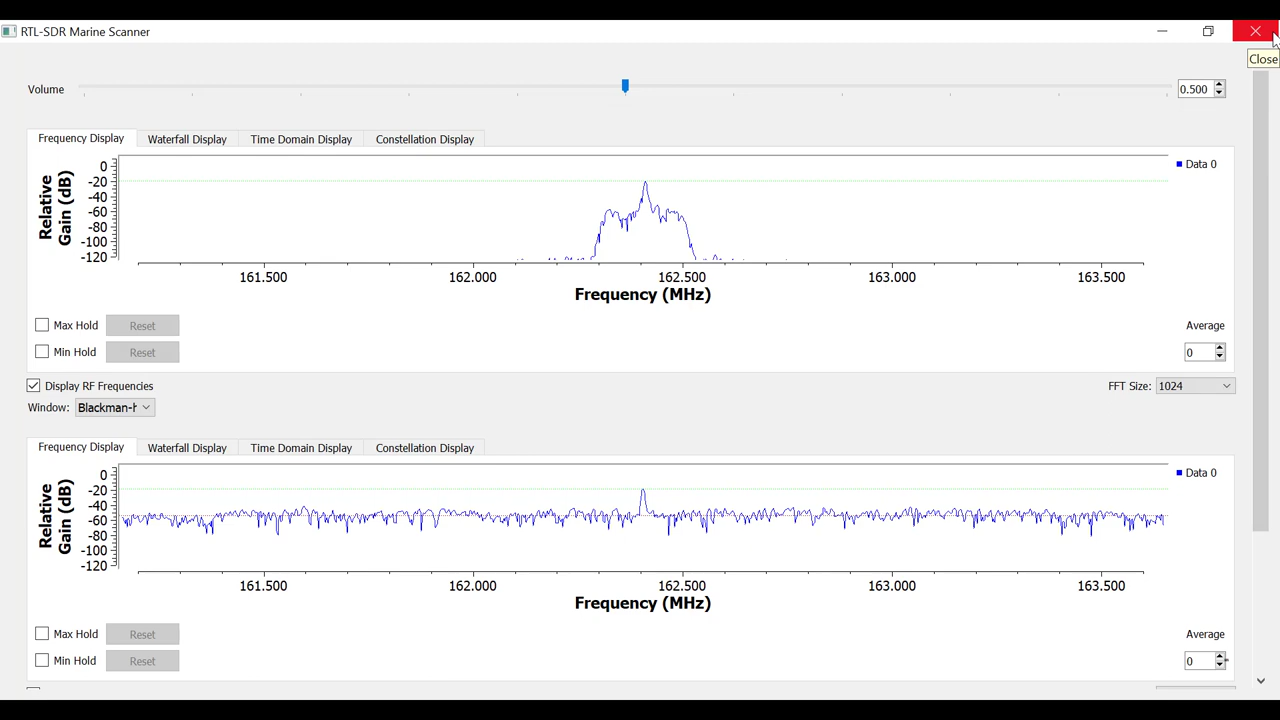 RTL-SDR Marine Scanner
Close
Volume
0.500
Frequency Display Waterfall Display Time Domain Display Constellation Display
Data 0
Relative
Gain (dB)
0
-20
-40
-60
-80
-100
-120
161.500 162.000 162.500 163.000 163.500
Frequency (MHz)
Max Hold Reset Average
Min Hold Reset 0
Display RF Frequencies FFT Size: 1024
Window: Blackman-h
Frequency Display Waterfall Display Time Domain Display Constellation Display
Data 0
Relative
Gain (dB)
0
-20
-40
-60
-80
-100
-120
161.500 162.000 162.500 163.000 163.500
Frequency (MHz)
Max Hold Reset Average
Min Hold Reset 0